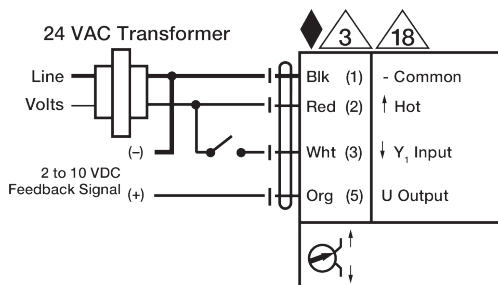 24 VAC Transformer
3
18
Line
Volts
Blk (1) - Common
Red (2) Hot
(–)
Wht (3) Y1 Input
2 to 10 VDC
Feedback Signal
(+)
Org (5) U Output